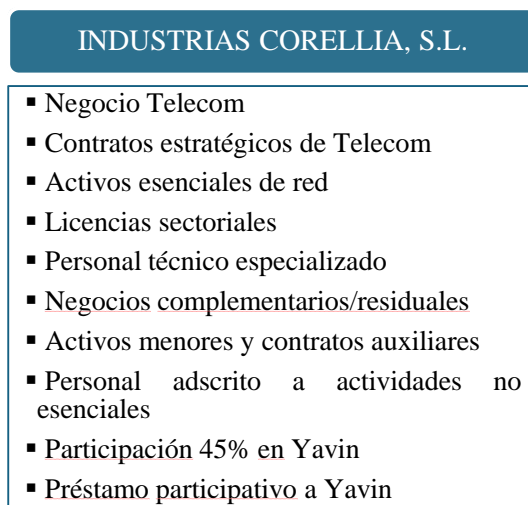 INDUSTRIAS CORELLIA, S.L.
▪ Negocio Telecom
▪ Contratos estratégicos de Telecom
▪ Activos esenciales de red
▪ Licencias sectoriales
▪ Personal técnico especializado
▪ Negocios complementarios/residuales
▪ Activos menores y contratos auxiliares
▪ Personal adscrito a actividades no
esenciales
▪ Participación 45% en Yavin
▪ Préstamo participativo a Yavin